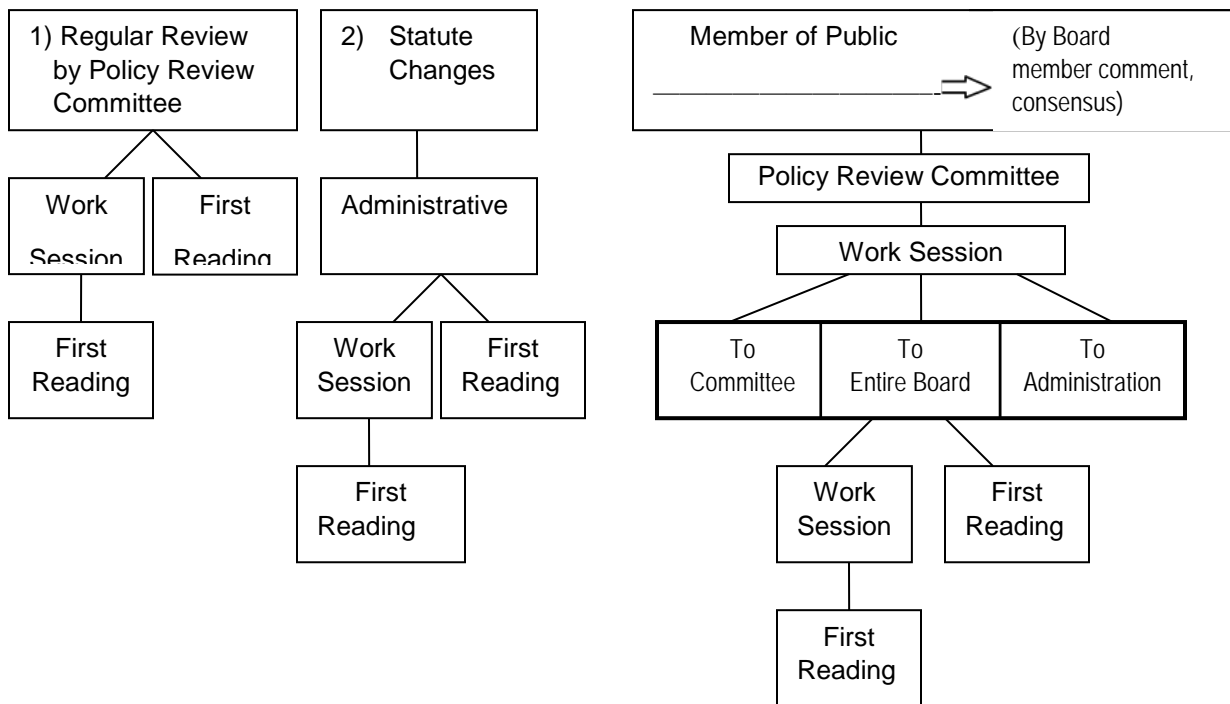 1) Regular Review
by Policy Review
Committee
Work
Session
First
Reading
First
Reading
2) Statute
Changes
Administrative
Work
Session
First
Reading
First
Reading
Member of Public
(By Board
member comment,
consensus)
Policy Review Committee
Work Session
To
Committee
To
Entire Board
To
Administration
Work
Session
First
Reading
First
Reading